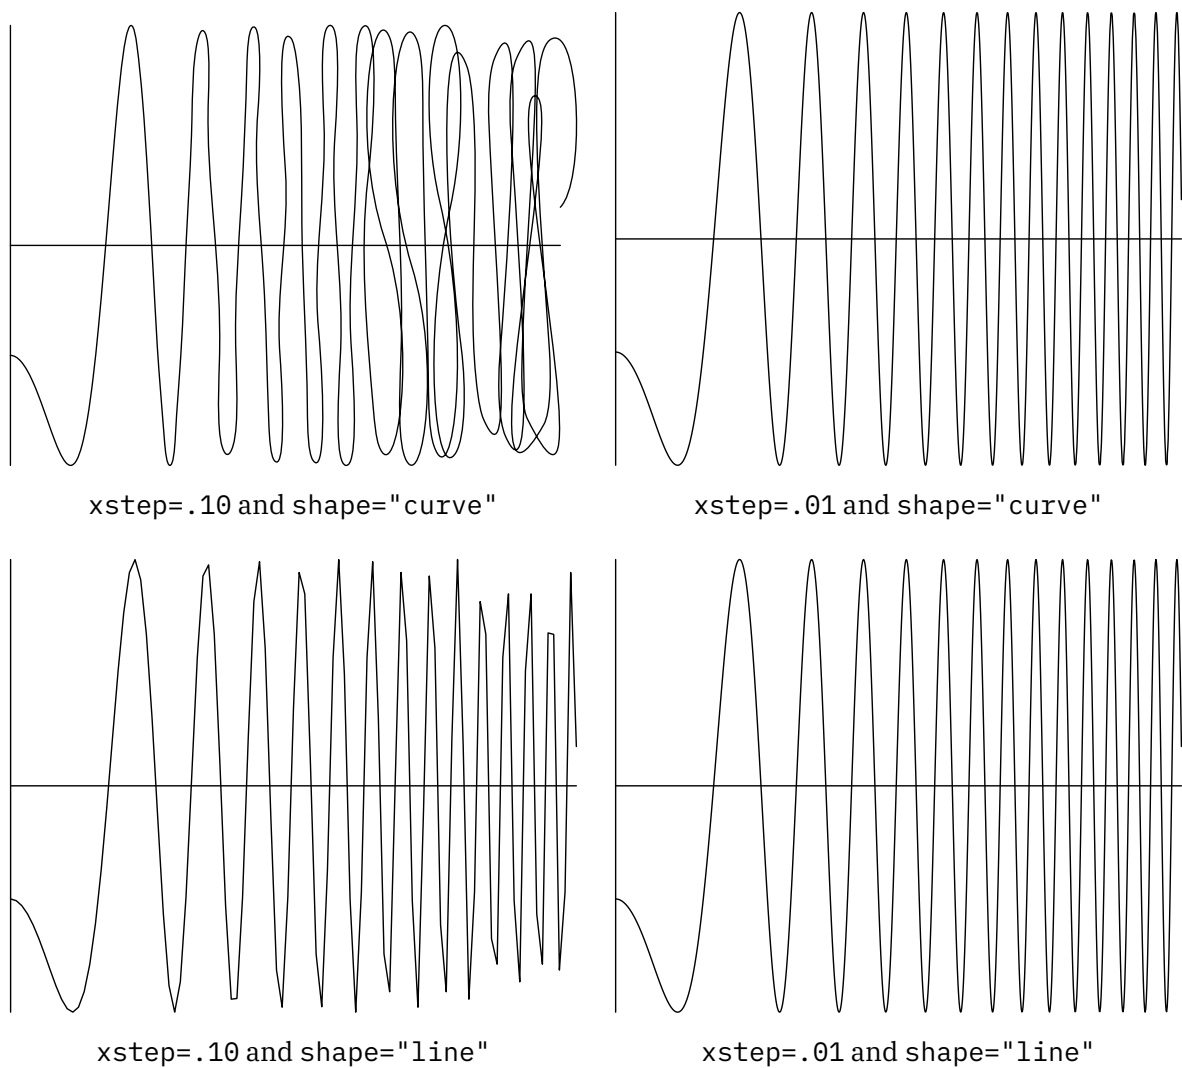 xstep=.10 and shape="curve"
xstep=.01 and shape="curve"
xstep=.10 and shape="line"
xstep=.01 and shape="line"